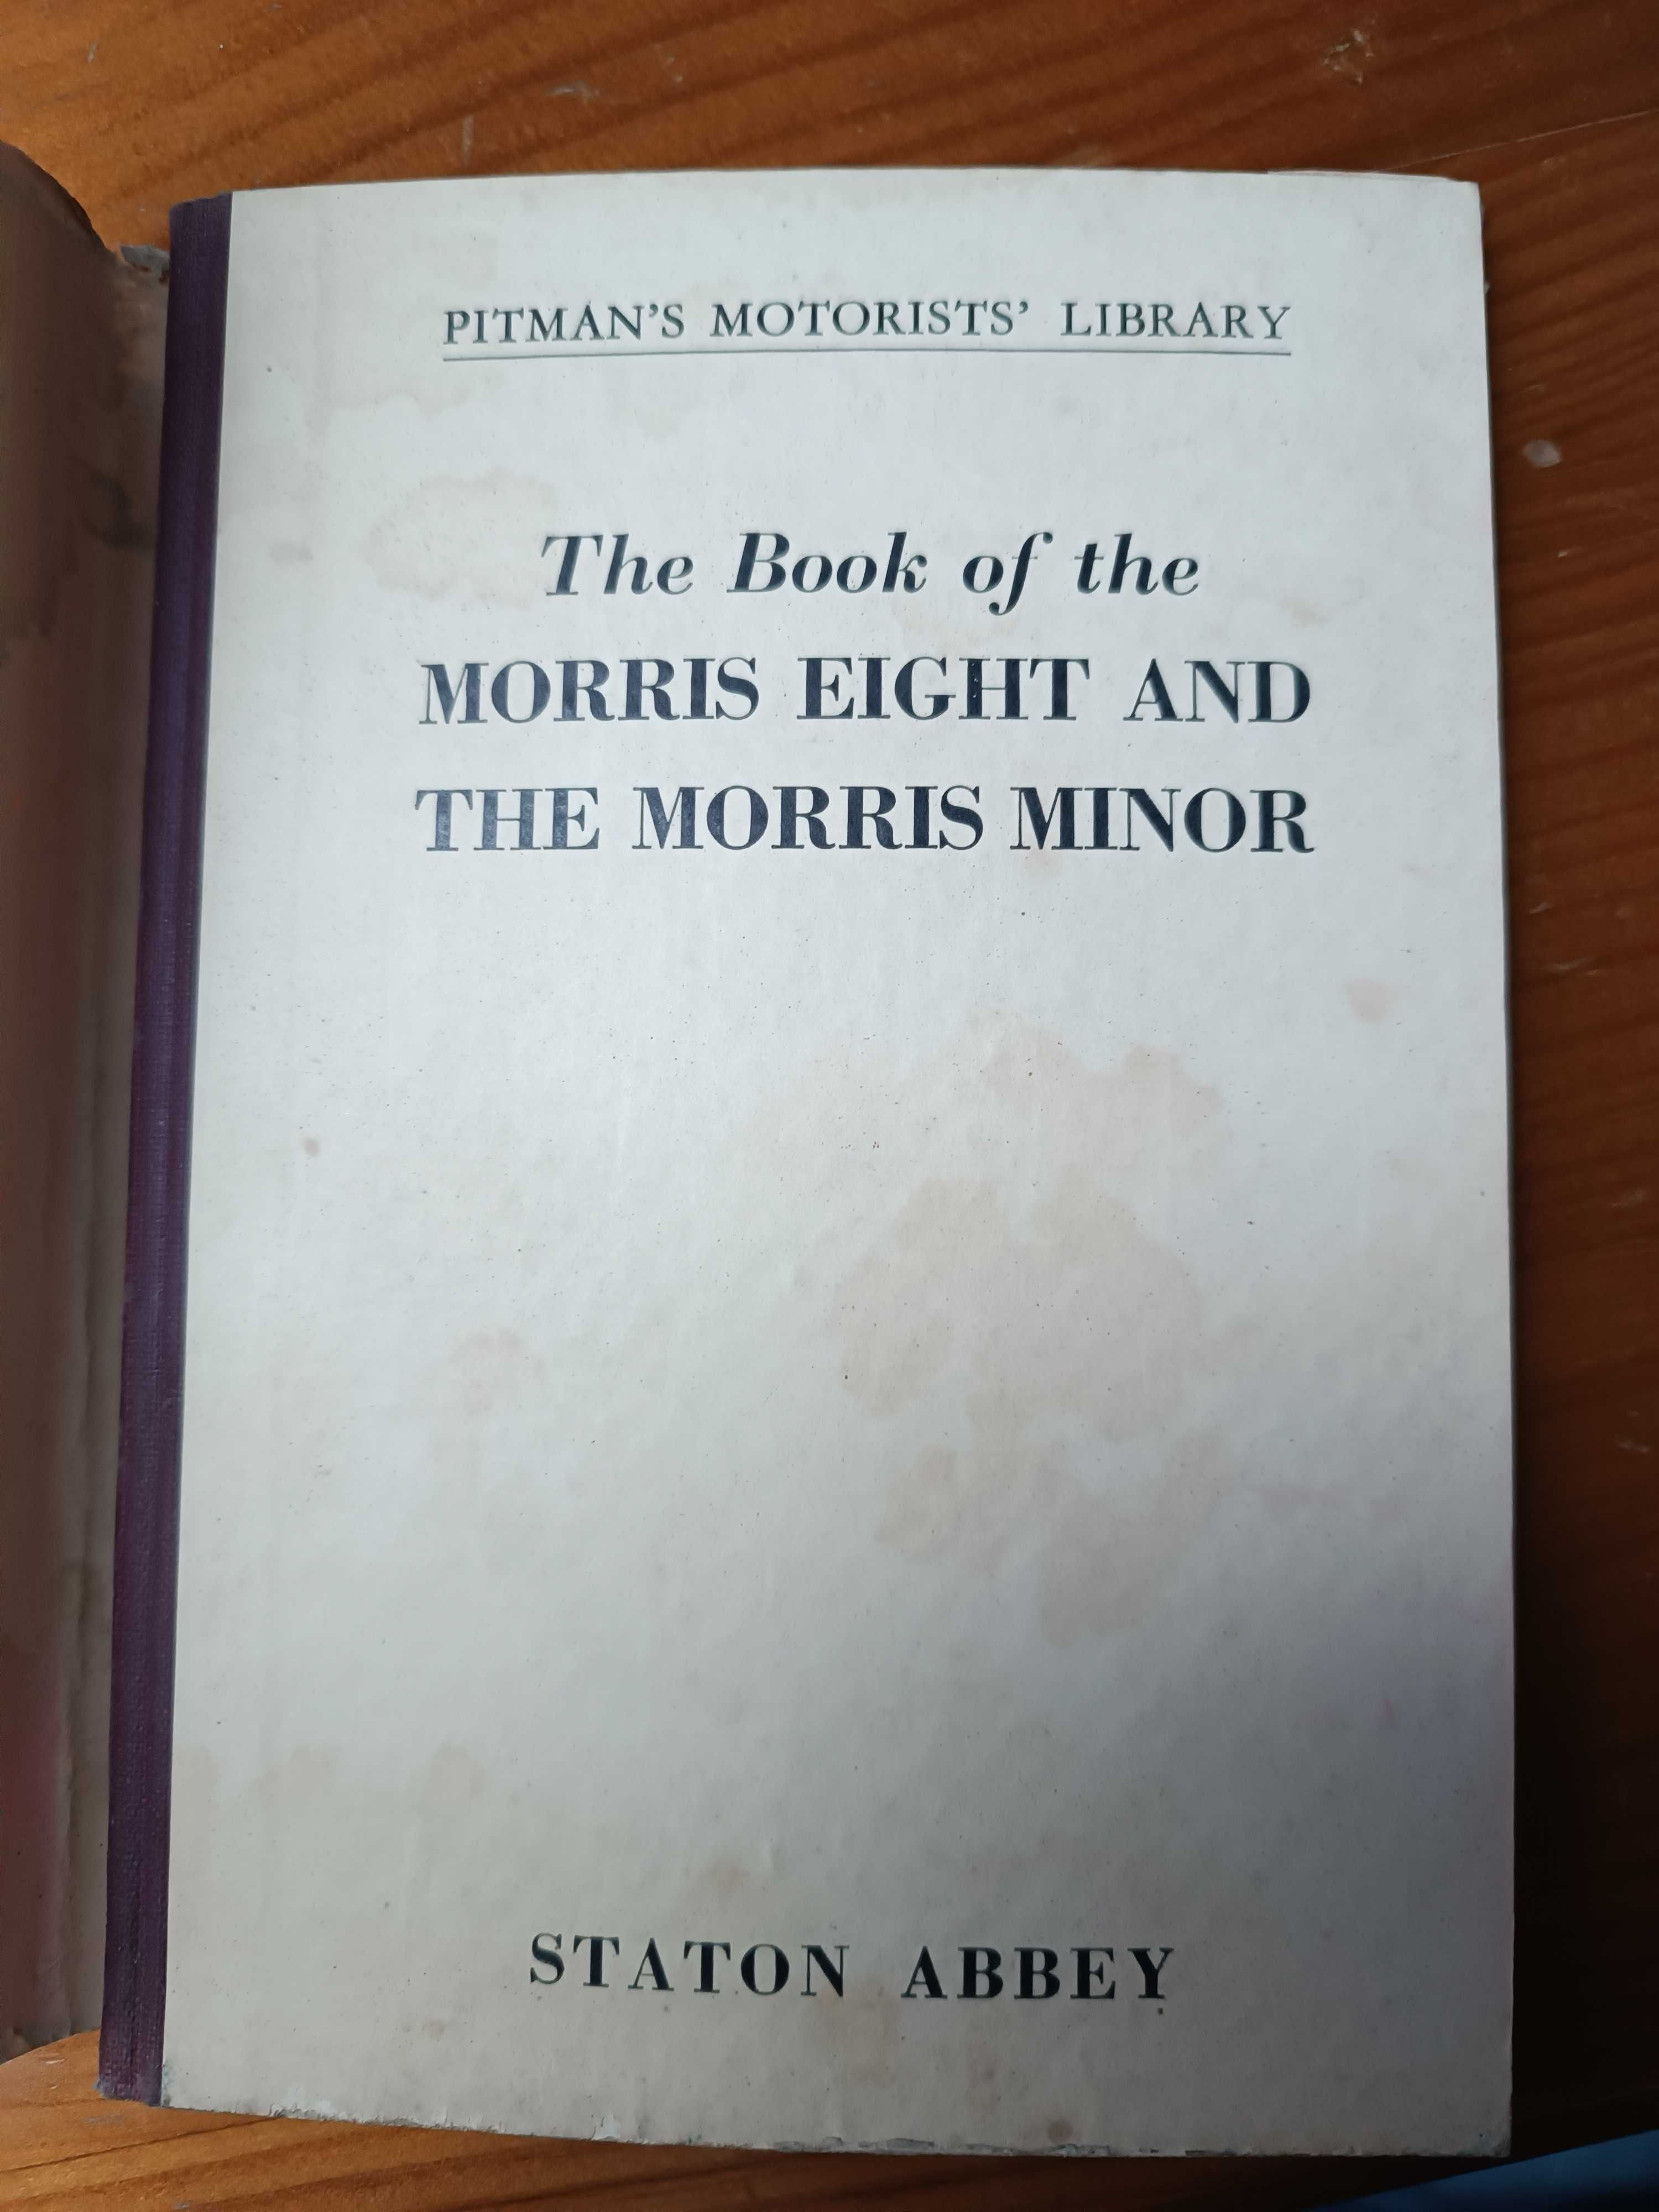 PITMAN'S MOTORISTS' LIBRARY
The Book of the
MORRIS EIGHT AND
THE MORRIS MINOR
STATON ABBEY